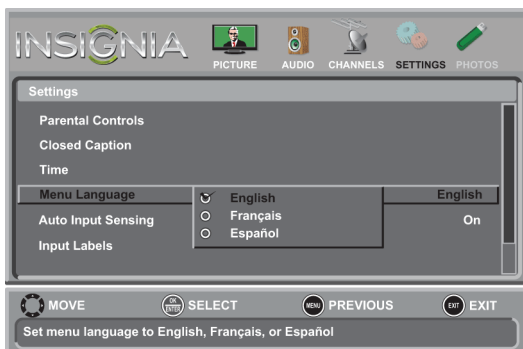 INSIGNIA
PICTURE AUDIO CHANNELS SETTINGS PHOTOS
Settings
Parental Controls
Closed Caption
Time
Menu Language English
English
Français
Español
Auto Input Sensing On
Input Labels
MOVE OK ENTER SELECT MENU PREVIOUS EXIT EXIT
Set menu language to English, Français, or Español